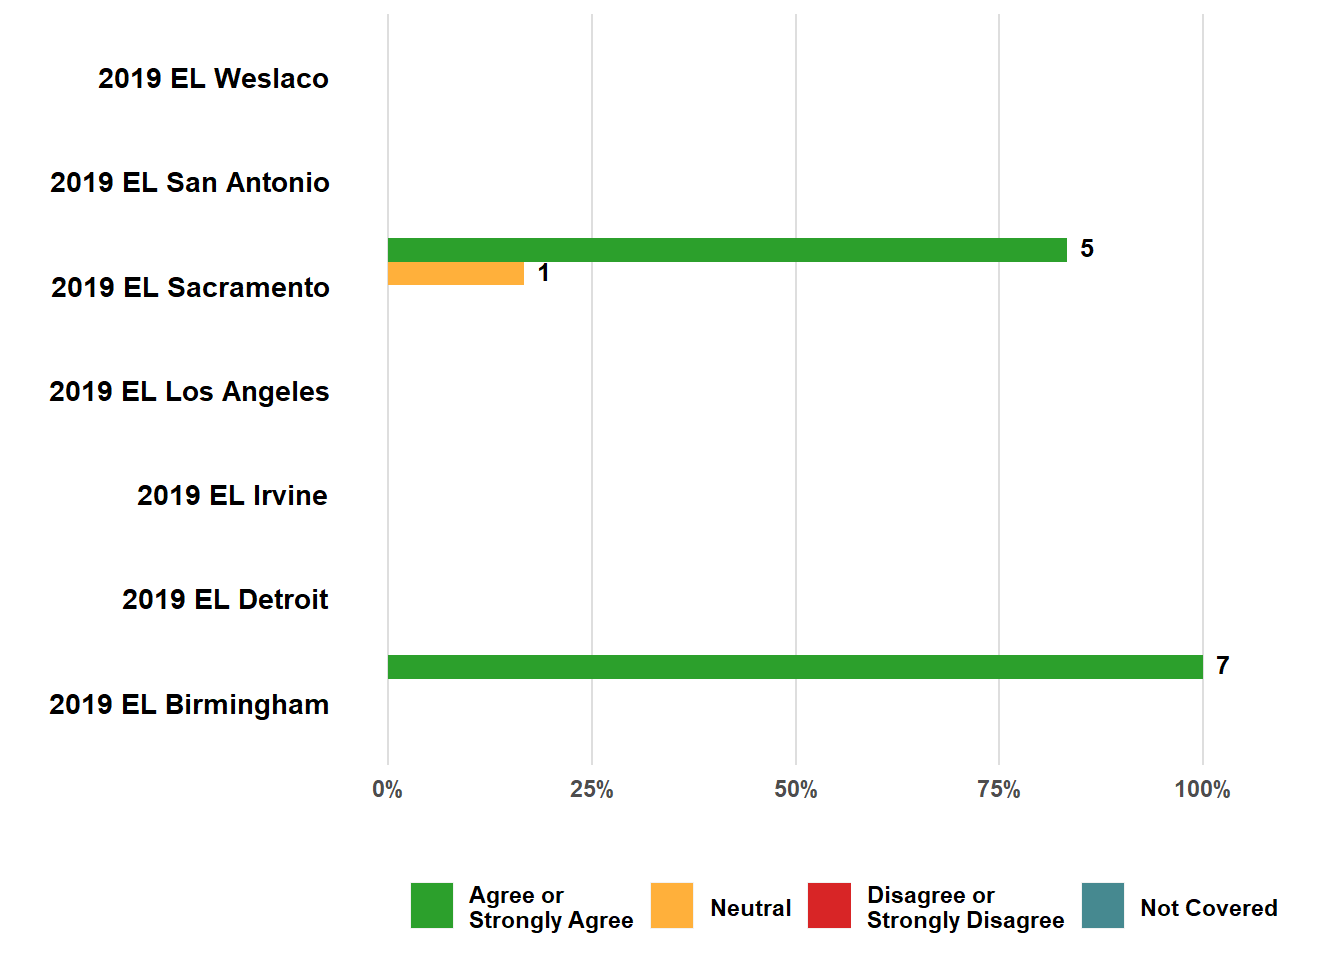 2019 EL Weslaco
2019 EL San Antonio
5
1
2019 EL Sacramento
2019 EL Los Angeles
2019 EL Irvine
2019 EL Detroit
7
2019 EL Birmingham
0% 25% 50% 75% 100%
Agree or
Strongly Agree
Neutral
Disagree or
Strongly Disagree
Not Covered